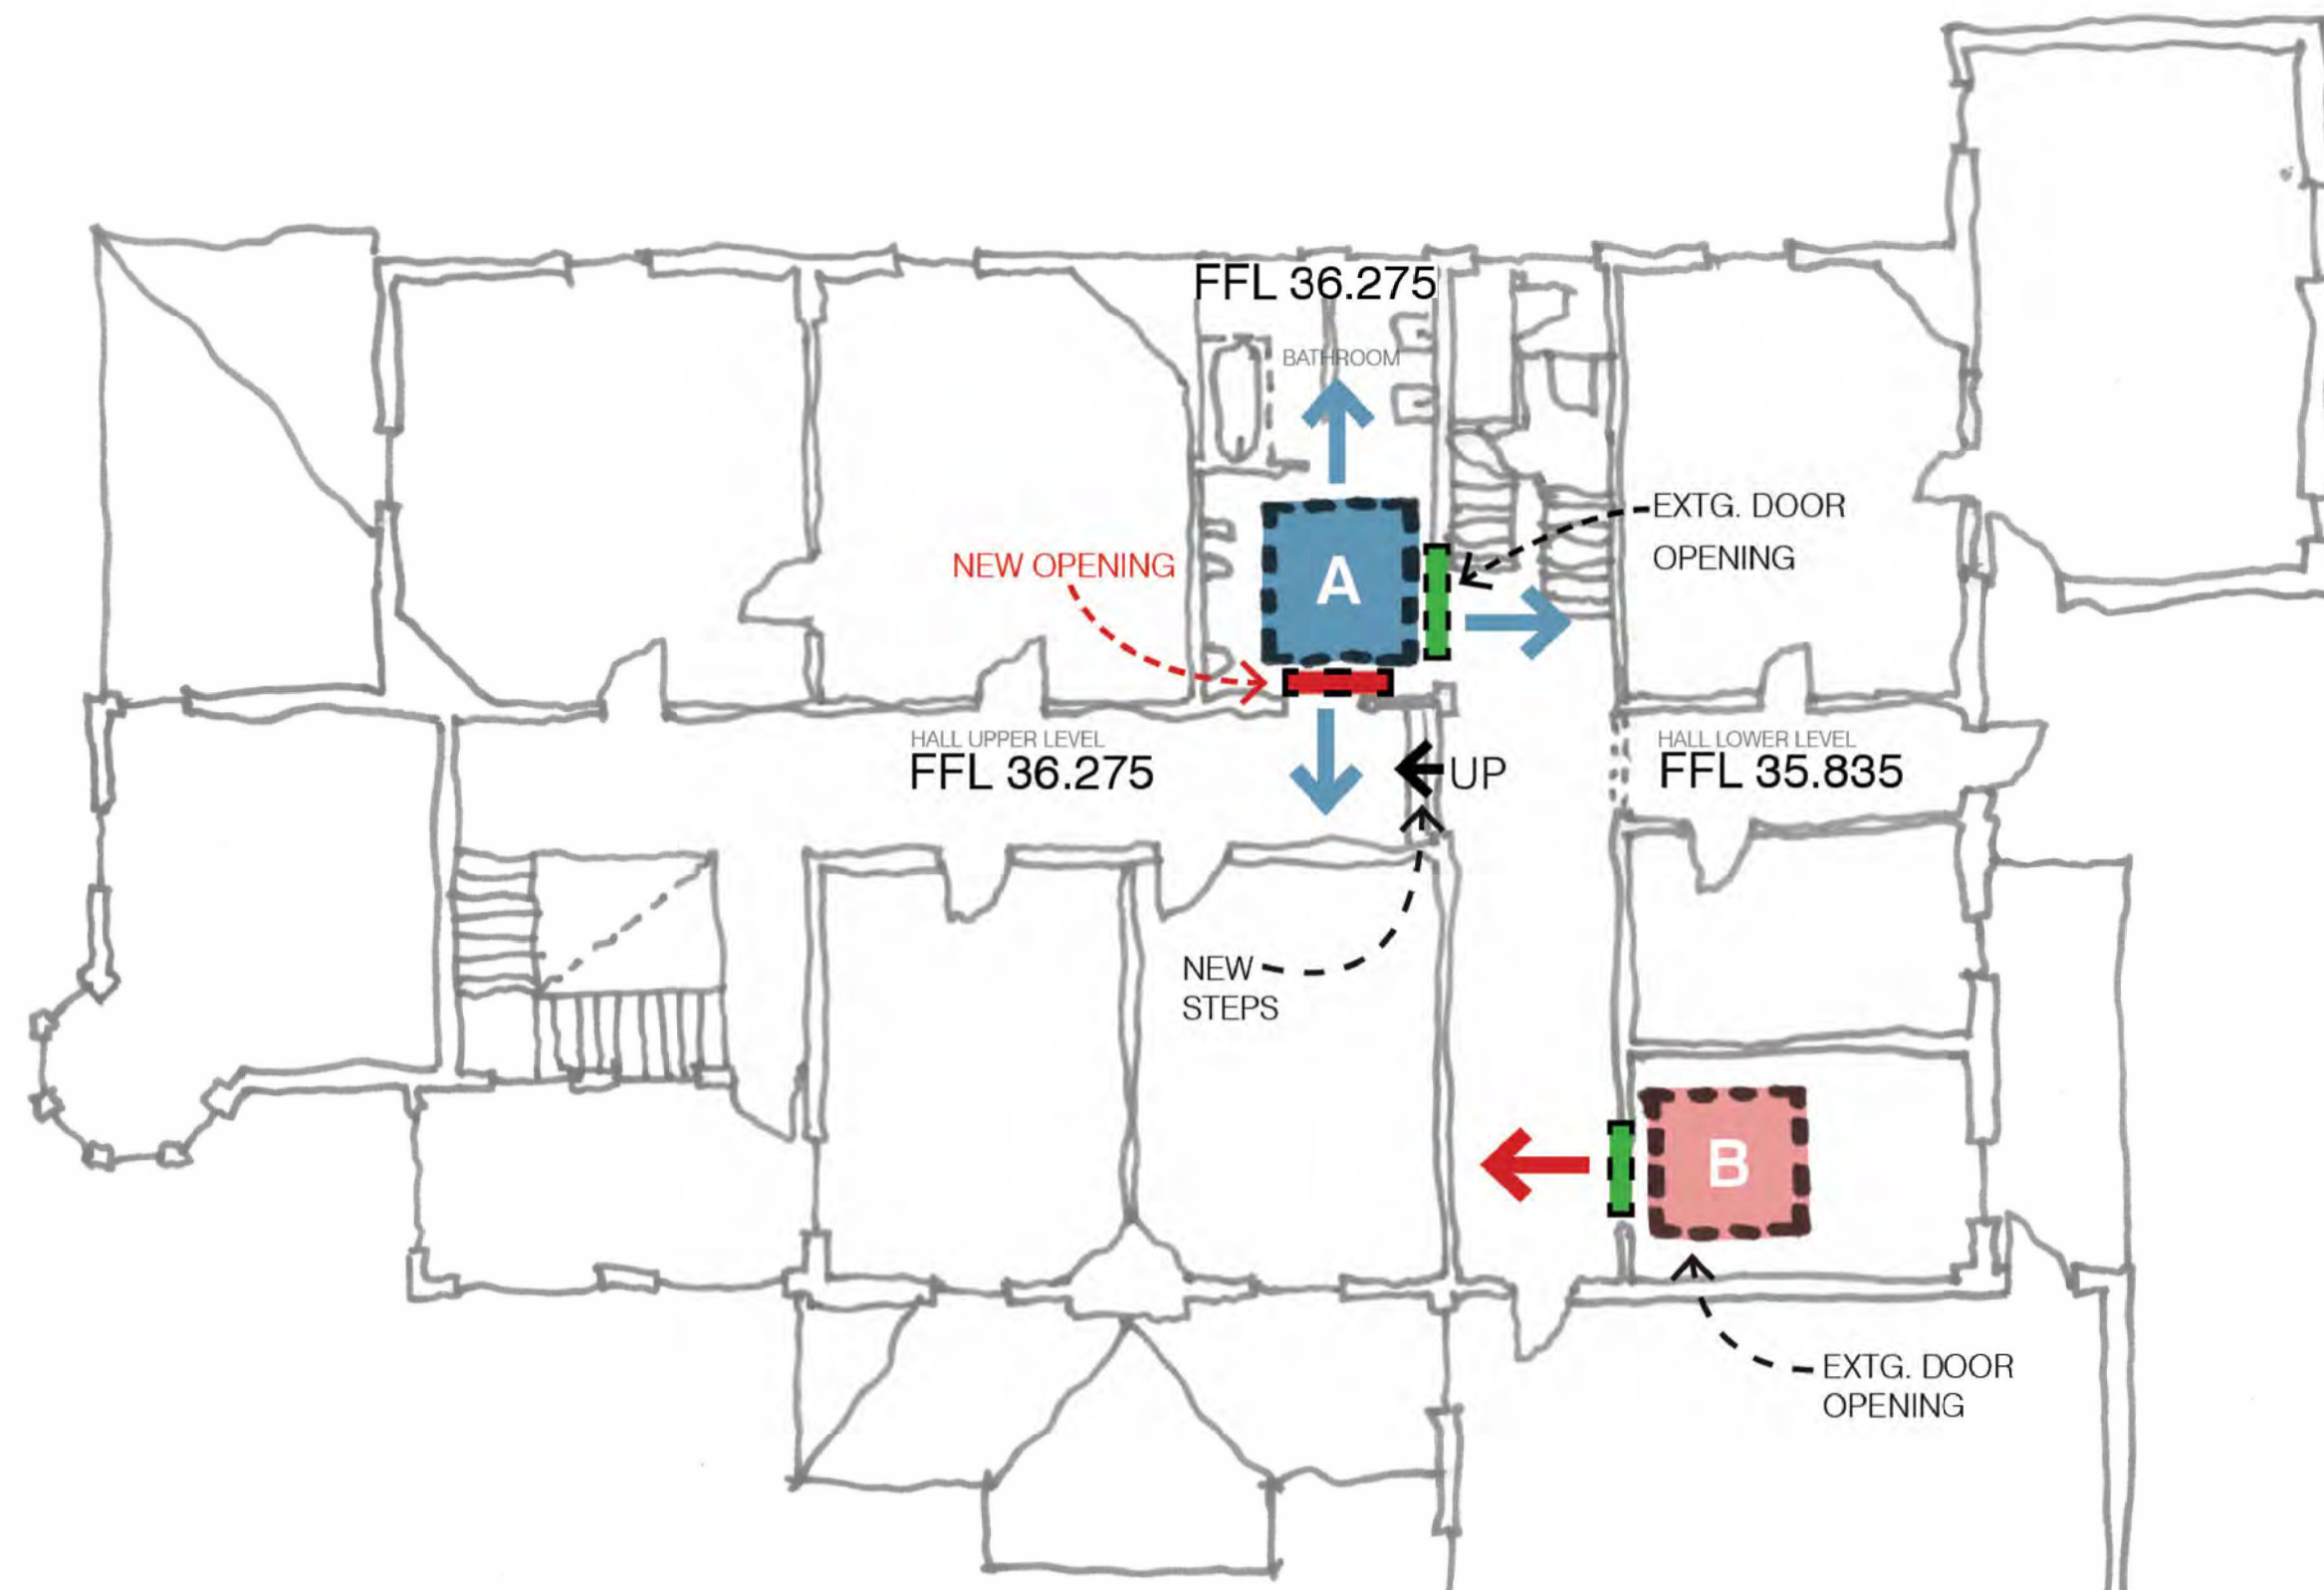 FFL 36.275
BATHROOM
EXTG. DOOR
OPENING
NEW OPENING
A
HALL UPPER LEVEL
FFL 36.275
UP
HALL LOWER LEVEL
FFL 35.835
NEW
STEPS
B
EXTG. DOOR
OPENING